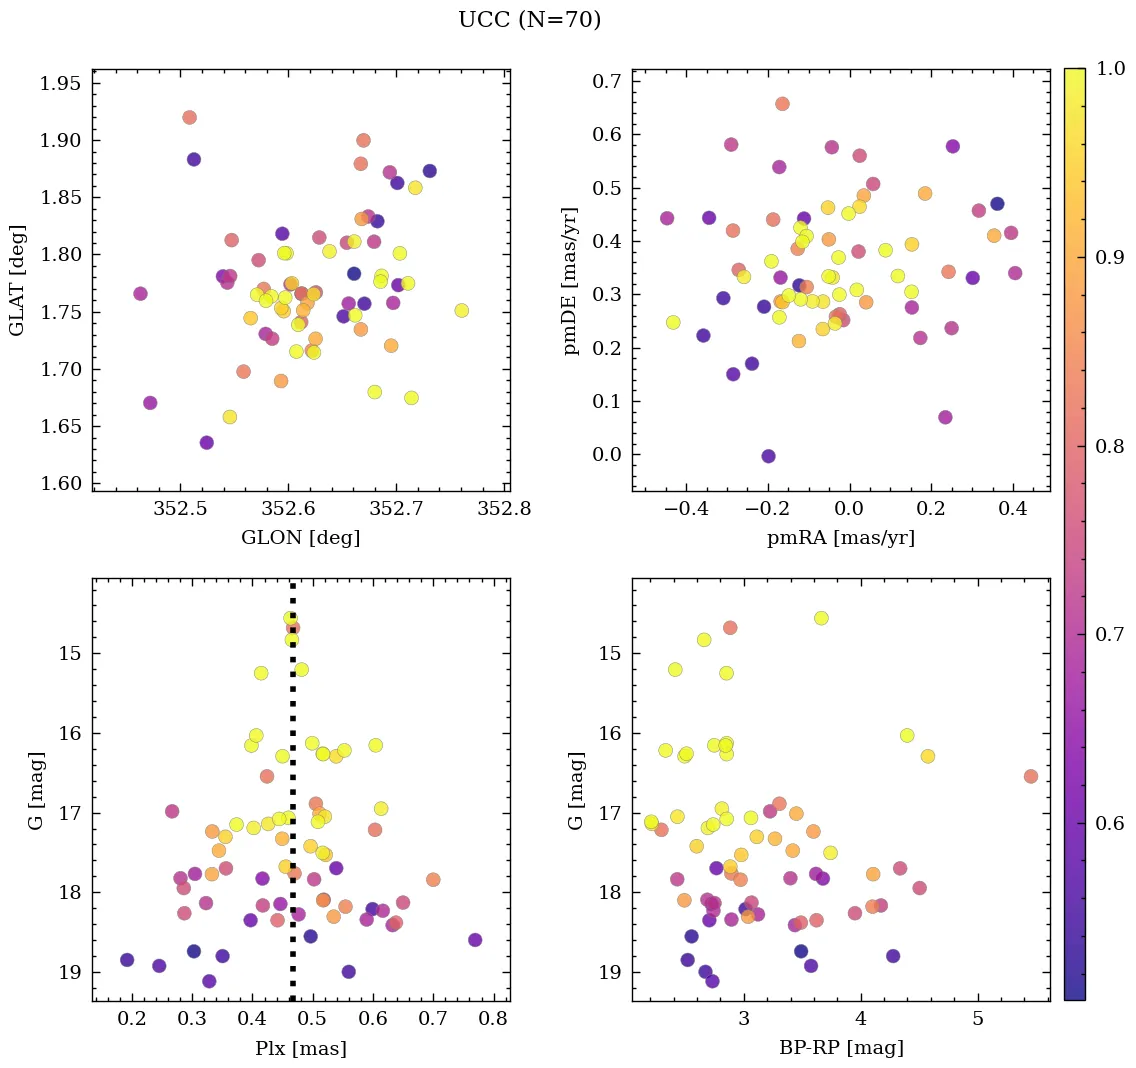 UCC (N=70)
1.95
1.90
1.85
1.80
1.75
1.70
1.65
1.60
GLAT [deg]
352.5 352.6 352.7 352.8
GLON [deg]
0.7
0.6
0.5
0.4
0.3
0.2
0.1
0.0
pmDE [mas/yr]
−0.4 −0.2 0.0 0.2 0.4
pmRA [mas/yr]
15
16
17
18
19
G [mag]
0.2 0.3 0.4 0.5 0.6 0.7 0.8
Plx [mas]
15
16
17
18
19
G [mag]
3 4 5
BP-RP [mag]
1.0
0.9
0.8
0.7
0.6